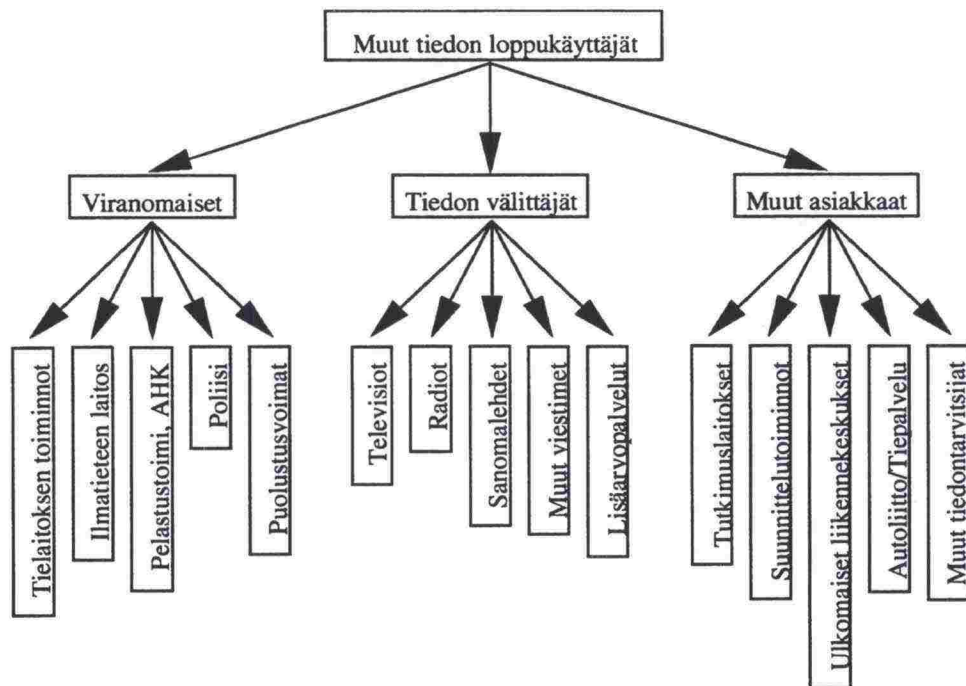 Muut tiedon loppukäyttäjät
Viranomaiset
Tiedon välittäjät
Muut asiakkaat
Tielaitoksen toiminnot
Ilmatieteen laitos
Pelastustoimi, AHK
Poliisi
Puolustusvoimat
Televisiot
Radiot
Sanomalehdet
Muut viestimet
Lisäarvopalvelut
Tutkimuslaitokset
Suunnittelutoiminnot
Ulkomaiset liikennekeskukset
Autoliitto/Tiepalvelu
Muut tiedontarvitsijat